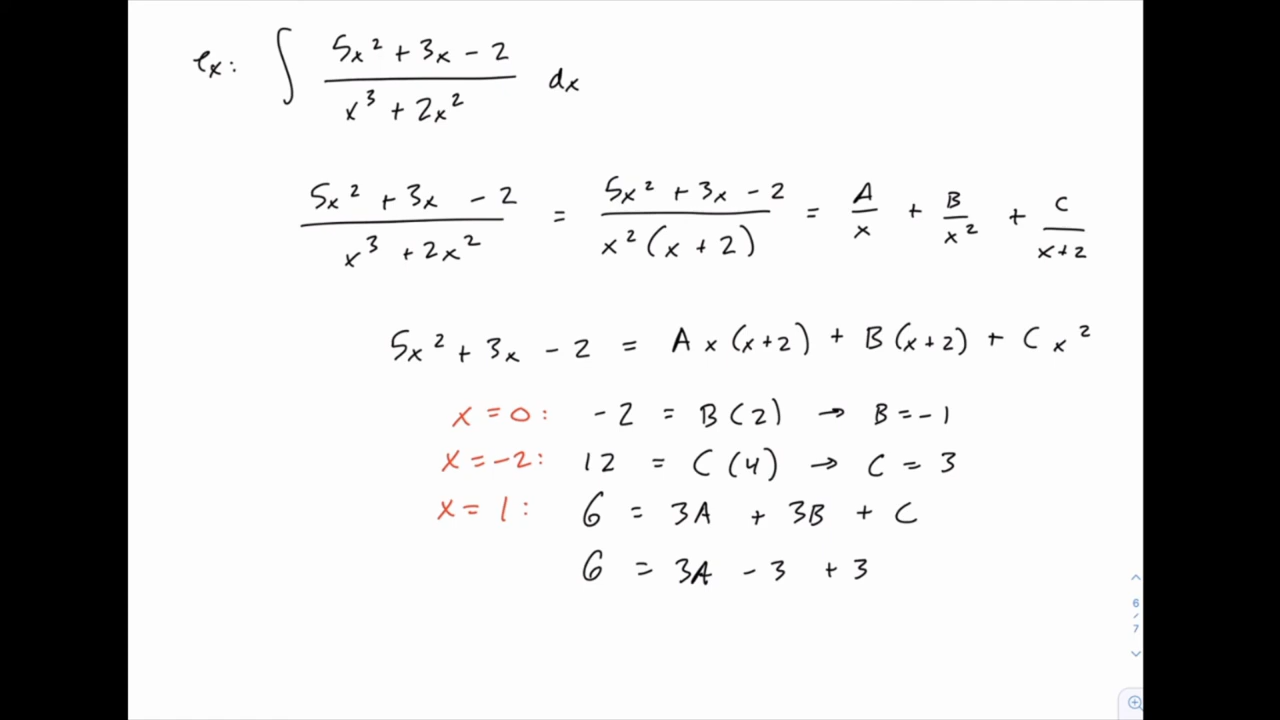 ex: ∫ (5x² + 3x - 2)/(x³ + 2x²) dx
(5x² + 3x - 2)/(x³ + 2x²) = (5x² + 3x - 2)/(x²(x + 2)) = A/x + B/x² + C/(x+2)
5x² + 3x - 2 = Ax(x+2) + B(x+2) + Cx²
x = 0: -2 = B(2) → B = -1
x = -2: 12 = C(4) → C = 3
x = 1: 6 = 3A + 3B + C
6 = 3A - 3 + 3
6
/
7